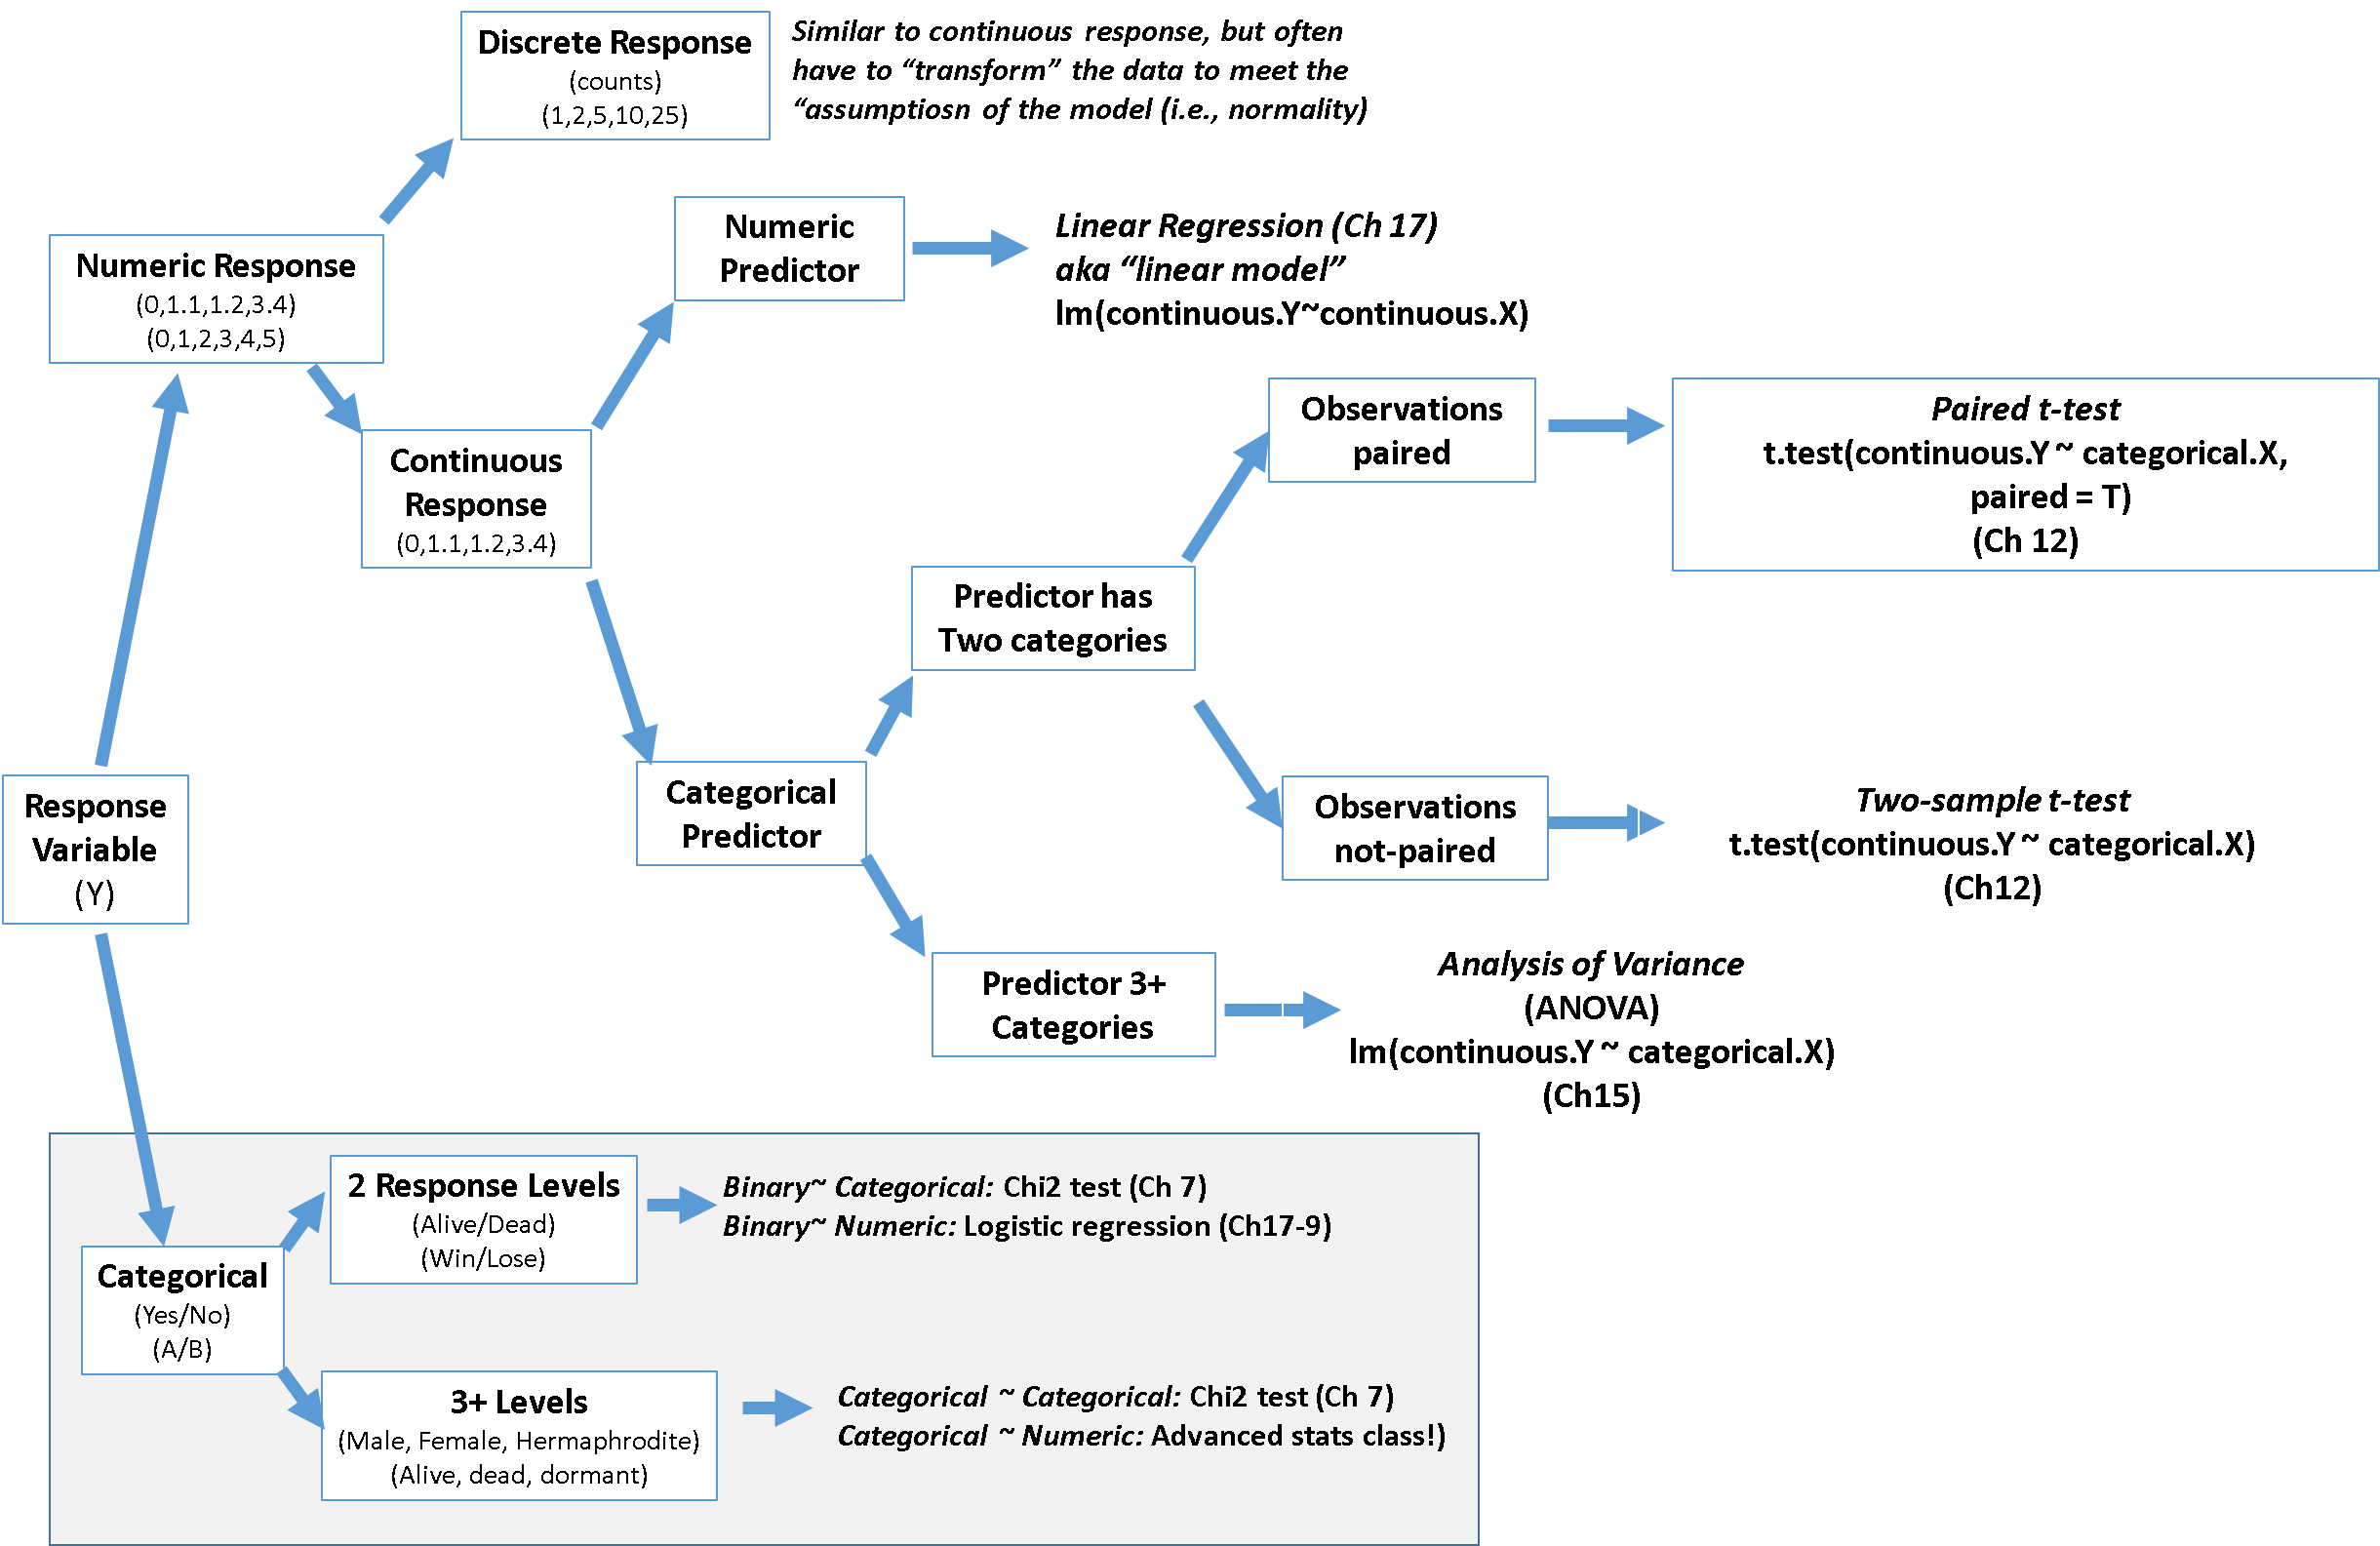 Discrete Response
(counts)
(1,2,5,10,25)
Similar to continuous response, but often
have to “transform” the data to meet the
“assumptiosn of the model (i.e., normality)
Numeric Response
(0,1.1,1.2,3.4)
(0,1,2,3,4,5)
Numeric
Predictor
Linear Regression (Ch 17)
aka “linear model”
lm(continuous.Y~continuous.X)
Continuous
Response
(0,1.1,1.2,3.4)
Observations
paired
Paired t-test
t.test(continuous.Y ~ categorical.X,
paired = T)
(Ch 12)
Predictor has
Two categories
Response
Variable
(Y)
Categorical
Predictor
Observations
not-paired
Two-sample t-test
t.test(continuous.Y ~ categorical.X)
(Ch12)
Predictor 3+
Categories
Analysis of Variance
(ANOVA)
lm(continuous.Y ~ categorical.X)
(Ch15)
2 Response Levels
(Alive/Dead)
(Win/Lose)
Binary~ Categorical: Chi2 test (Ch 7)
Binary~ Numeric: Logistic regression (Ch17-9)
Categorical
(Yes/No)
(A/B)
3+ Levels
(Male, Female, Hermaphrodite)
(Alive, dead, dormant)
Categorical ~ Categorical: Chi2 test (Ch 7)
Categorical ~ Numeric: Advanced stats class!)